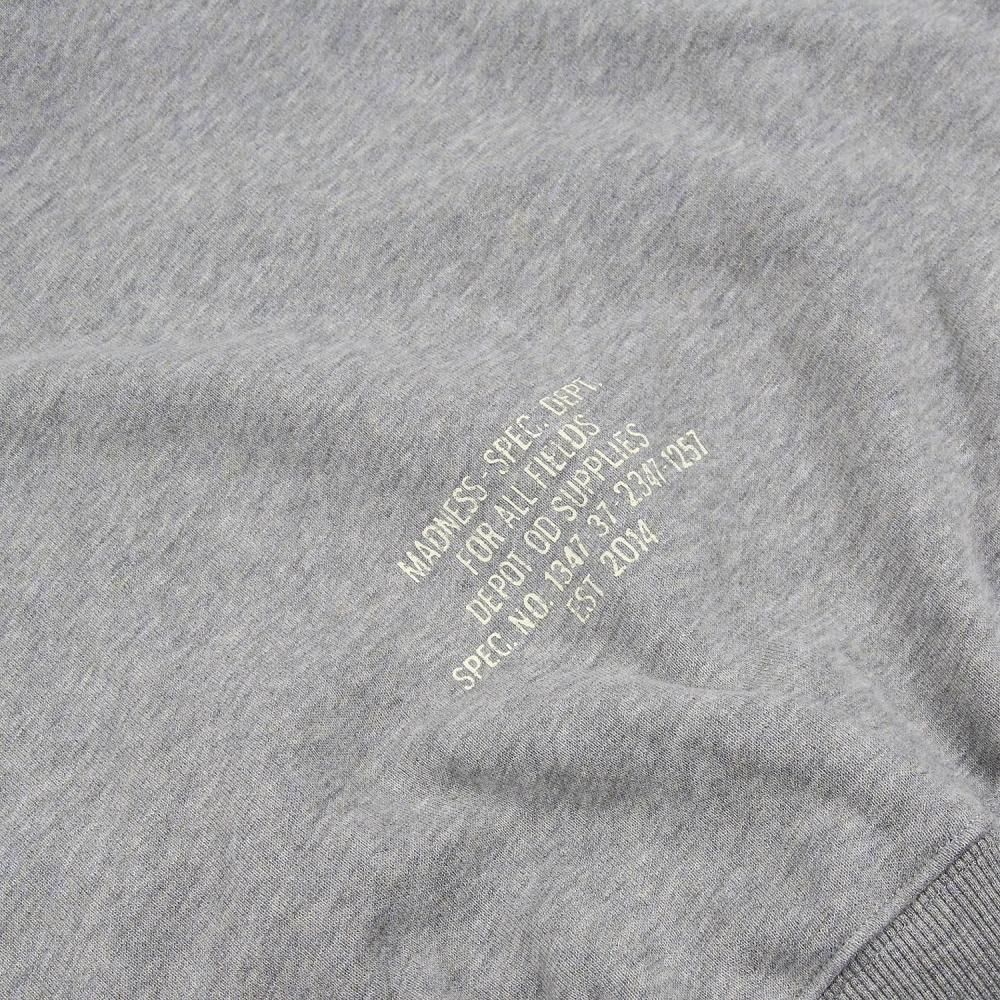 MADNESS-SPEC. DEPT.
FOR ALL FIELDS
DEPOT OD SUPPLIES
SPEC. NO. 1347 37-2347-1257
EST 2014